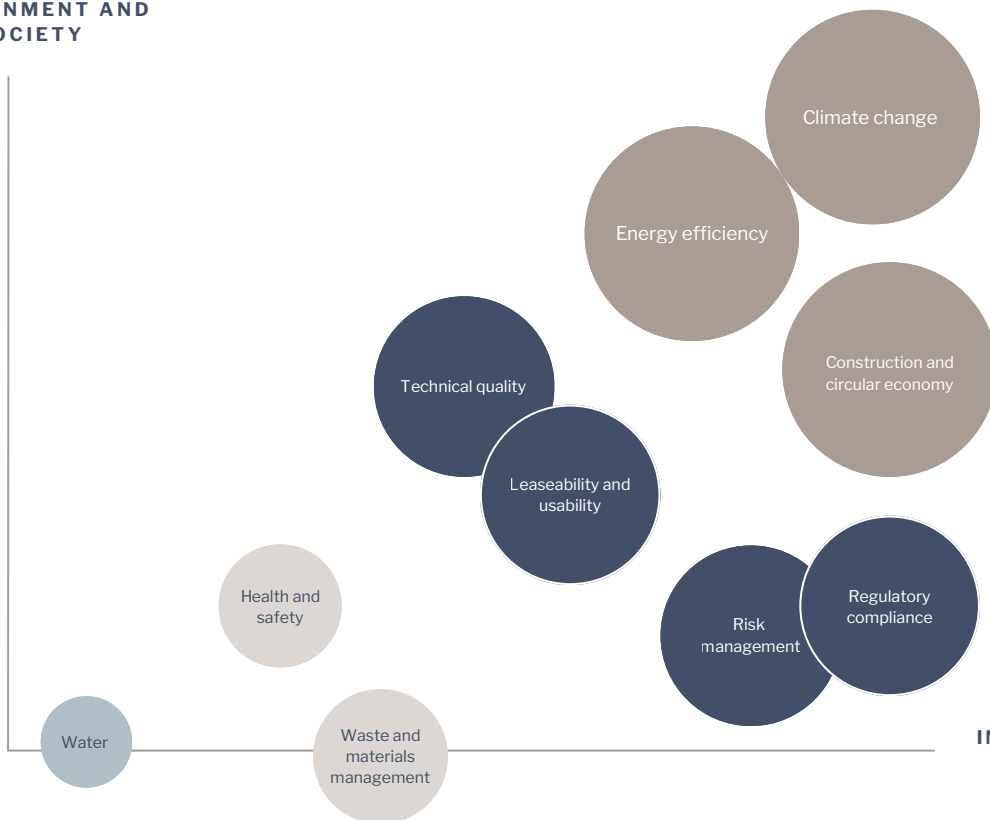 NMENT AND
OCIETY
Climate change
Energy efficiency
Construction and
circular economy
Technical quality
Leaseability and
usability
Health and
safety
Risk
management
Regulatory
compliance
Water
Waste and
materials
management